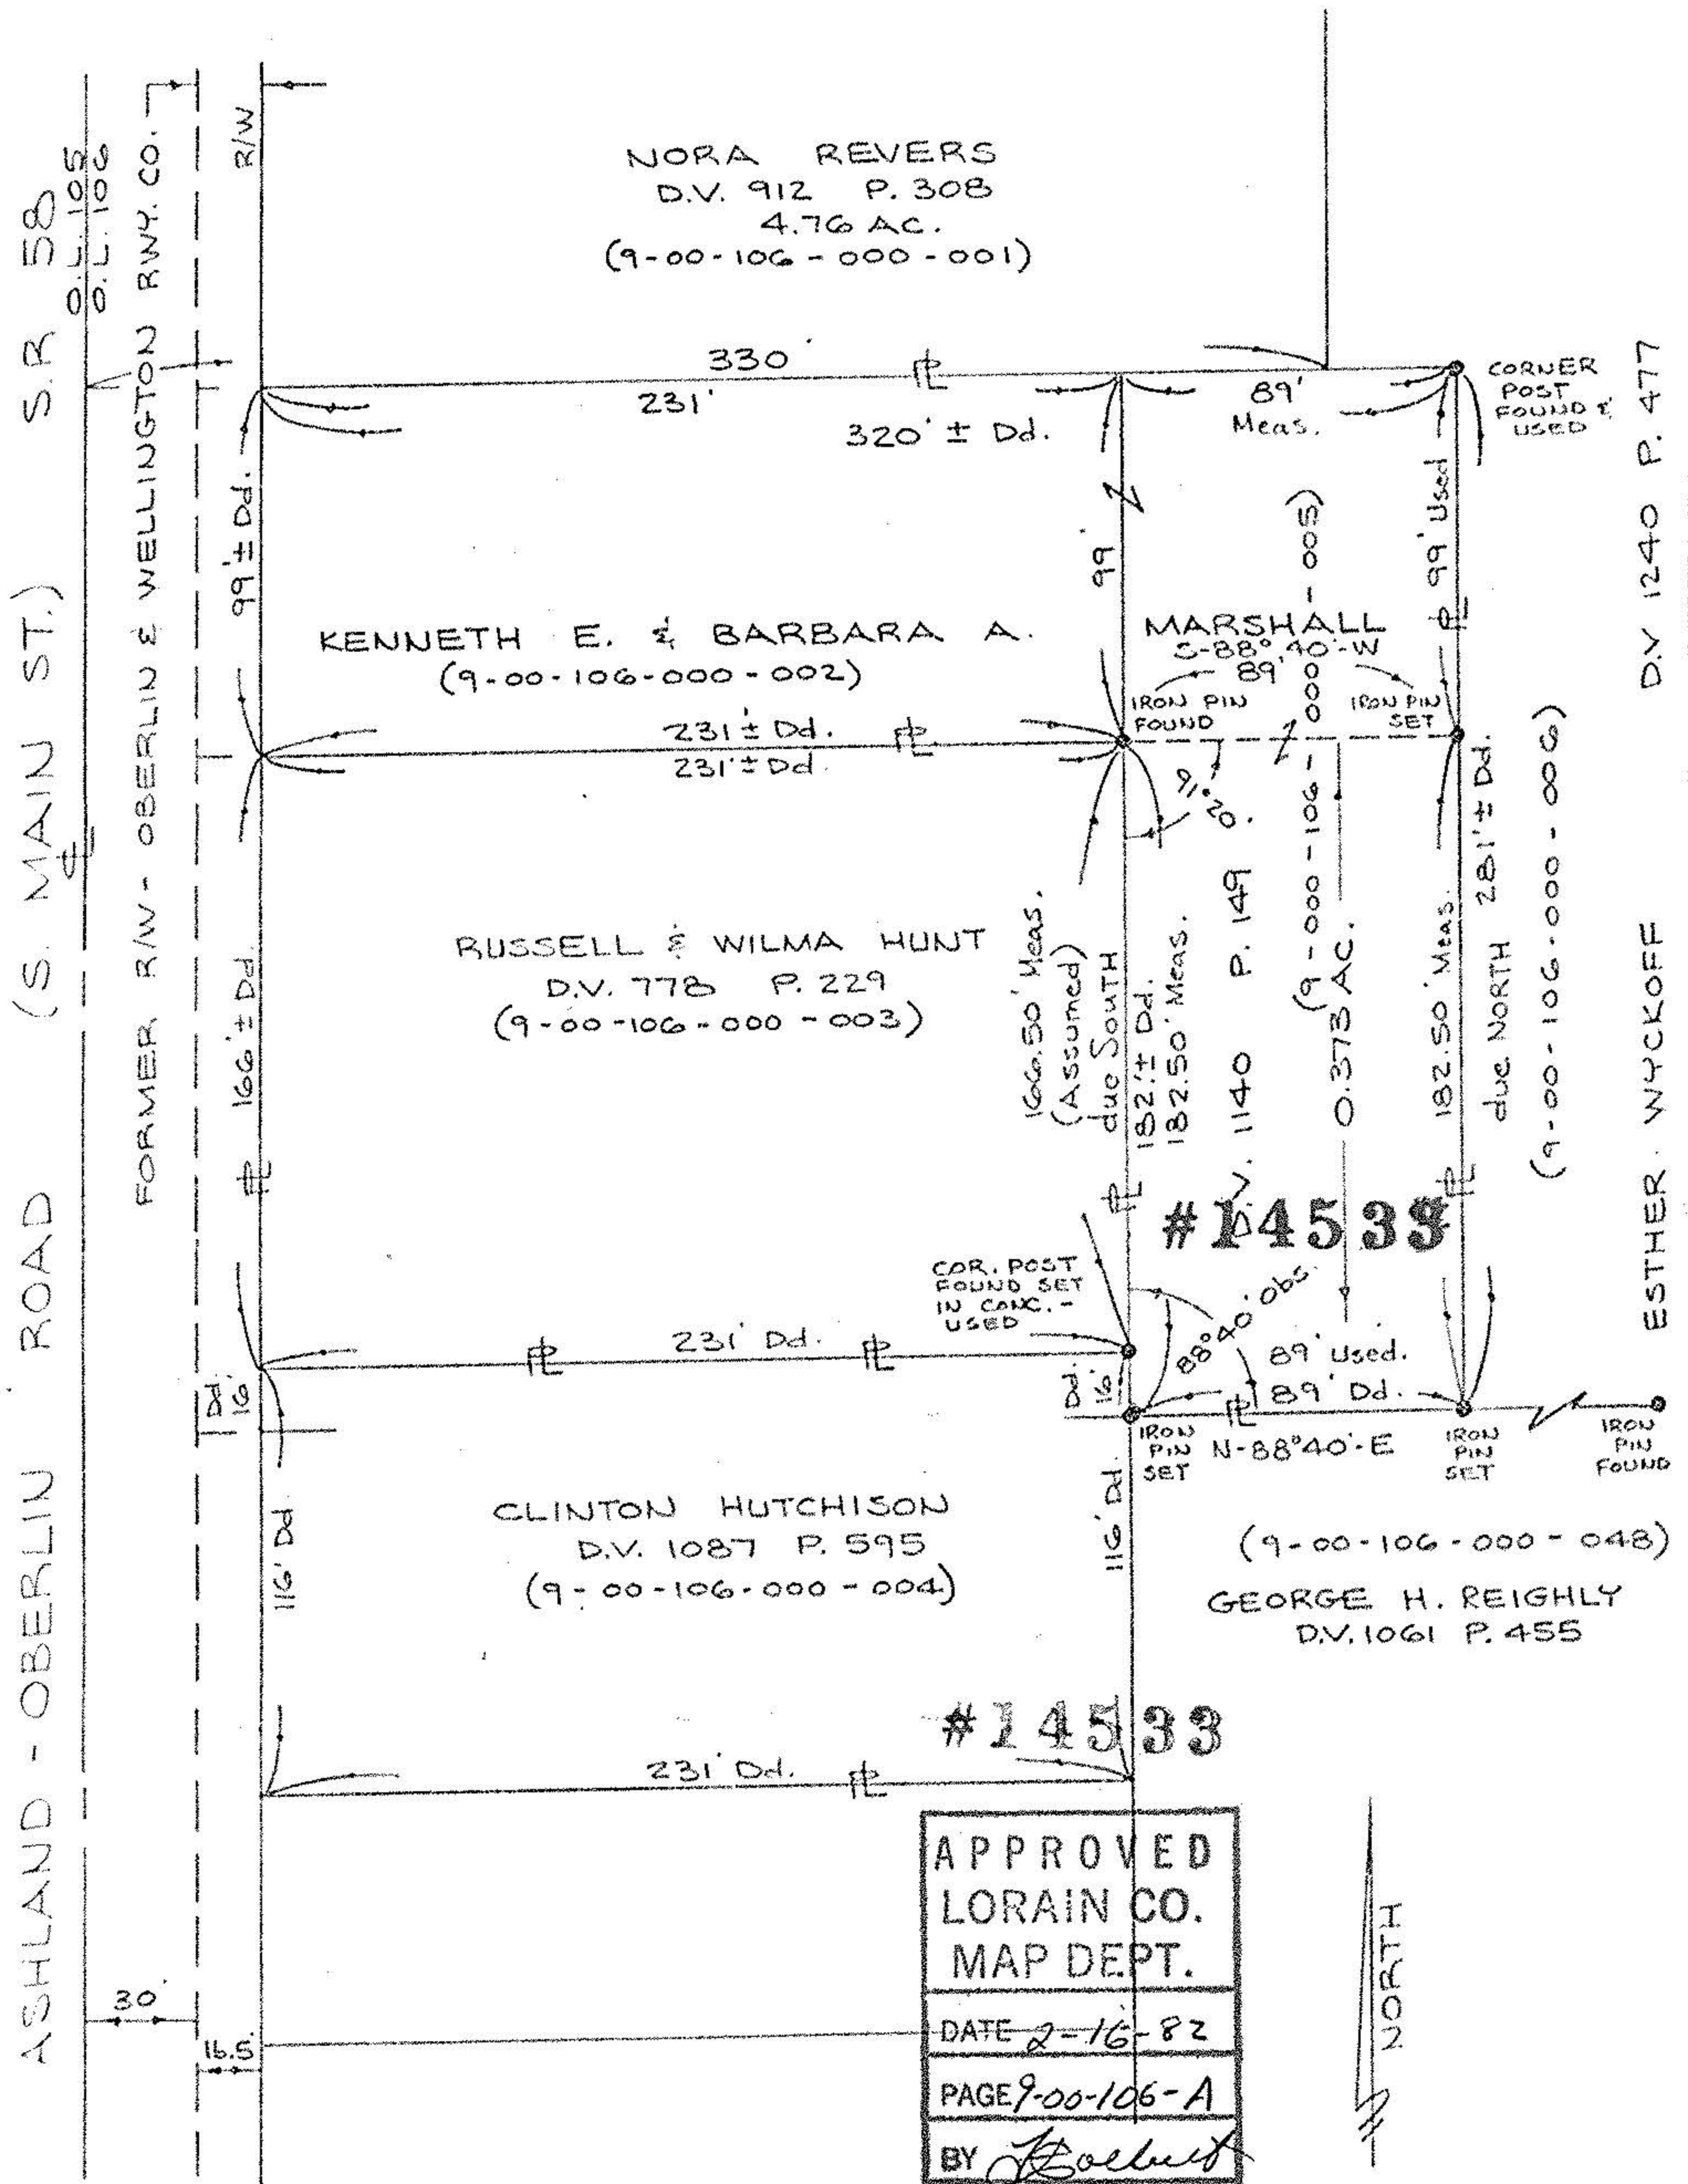 S.R 58
O.L. 105
O.L. 106
(S. MAIN ST.)
ASHLAND - OBERLIN ROAD
FORMER R/W - OBERLIN & WELLINGTON RWY. CO.
R/W
NORA REVERS
D.V. 912 P. 308
4.76 AC.
(9-00-106-000-001)
330'
231'
320' ± Dd.
89'
Meas.
CORNER
POST
FOUND &
USED
D.V 1240 P. 477
99' ± Dd.
99'
99' Used
KENNETH E. & BARBARA A. MARSHALL
(9-00-106-000-002)
S-88°40'-W
89'
IRON PIN
FOUND
IRON PIN
SET
231' ± Dd.
231' ± Dd.
91°20'
(9-000-106-000-005)
281' ± Dd.
due NORTH
(9-00-106-000-006)
ESTHER WYCKOFF
166' ± Dd.
RUSSELL & WILMA HUNT
D.V. 778 P. 229
(9-00-106-000-003)
166.50' Meas.
(Assumed)
due SOUTH
182' ± Dd.
182.50' Meas.
D.V. 1140 P. 149
0.373 AC.
182.50' Meas.
#14533
COR. POST
FOUND SET
IN CONC. -
USED
88°40' obs.
231' Dd.
89' Used.
89' Dd.
Dd.
16'
Dd.
16'
IRON
PIN
SET
N-88°40'-E
IRON
PIN
SET
IRON
PIN
FOUND
116' Dd
116' Dd.
CLINTON HUTCHISON
D.V. 1087 P. 595
(9-00-106-000-004)
(9-00-106-000-048)
GEORGE H. REIGHLY
D.V. 1061 P. 455
#14533
231' Dd.
APPROVED
LORAIN CO.
MAP DEPT.
DATE 2-16-82
PAGE 9-00-106-A
BY
30'
16.5'
NORTH